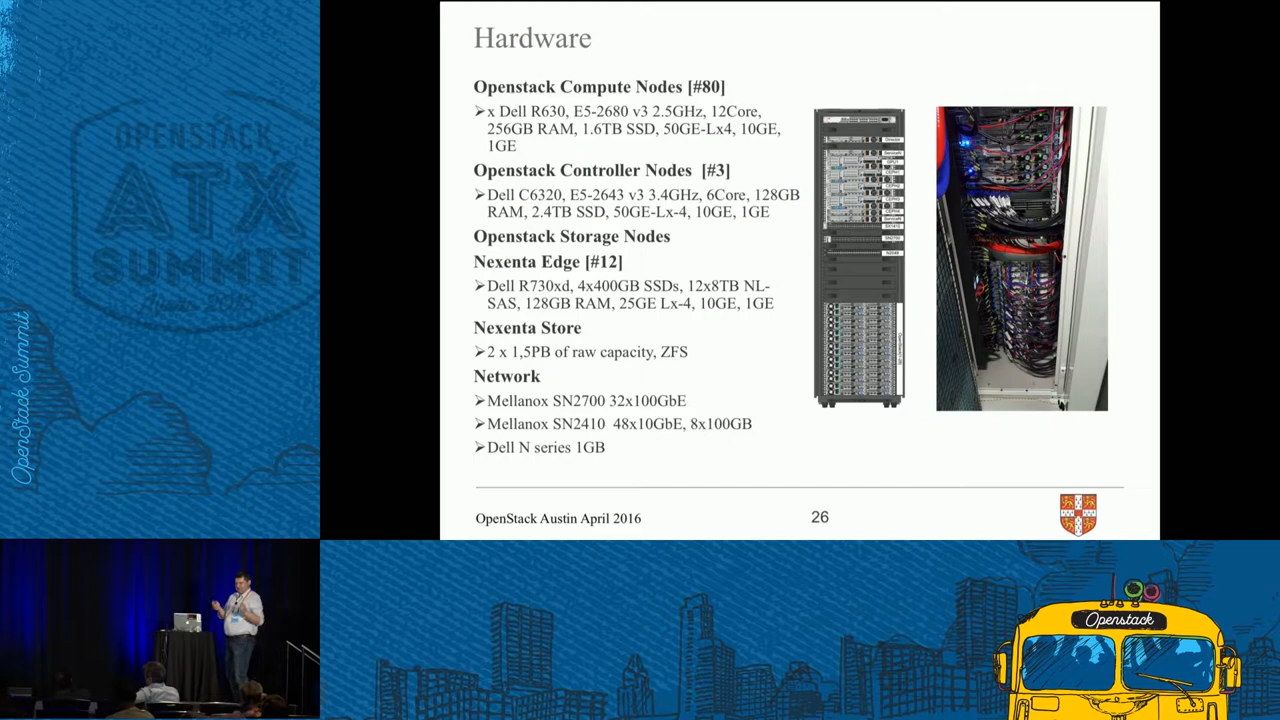 Hardware
Openstack Compute Nodes [#80]
➢x Dell R630, E5-2680 v3 2.5GHz, 12Core,
256GB RAM, 1.6TB SSD, 50GE-Lx4, 10GE,
1GE
Openstack Controller Nodes [#3]
➢Dell C6320, E5-2643 v3 3.4GHz, 6Core, 128GB
RAM, 2.4TB SSD, 50GE-Lx-4, 10GE, 1GE
Openstack Storage Nodes
Nexenta Edge [#12]
➢Dell R730xd, 4x400GB SSDs, 12x8TB NL-
SAS, 128GB RAM, 25GE Lx-4, 10GE, 1GE
Nexenta Store
➢2 x 1,5PB of raw capacity, ZFS
Network
➢Mellanox SN2700 32x100GbE
➢Mellanox SN2410 48x10GbE, 8x100GB
➢Dell N series 1GB
OpenStack Austin April 2016
26
OpenStack Summit
Openstack